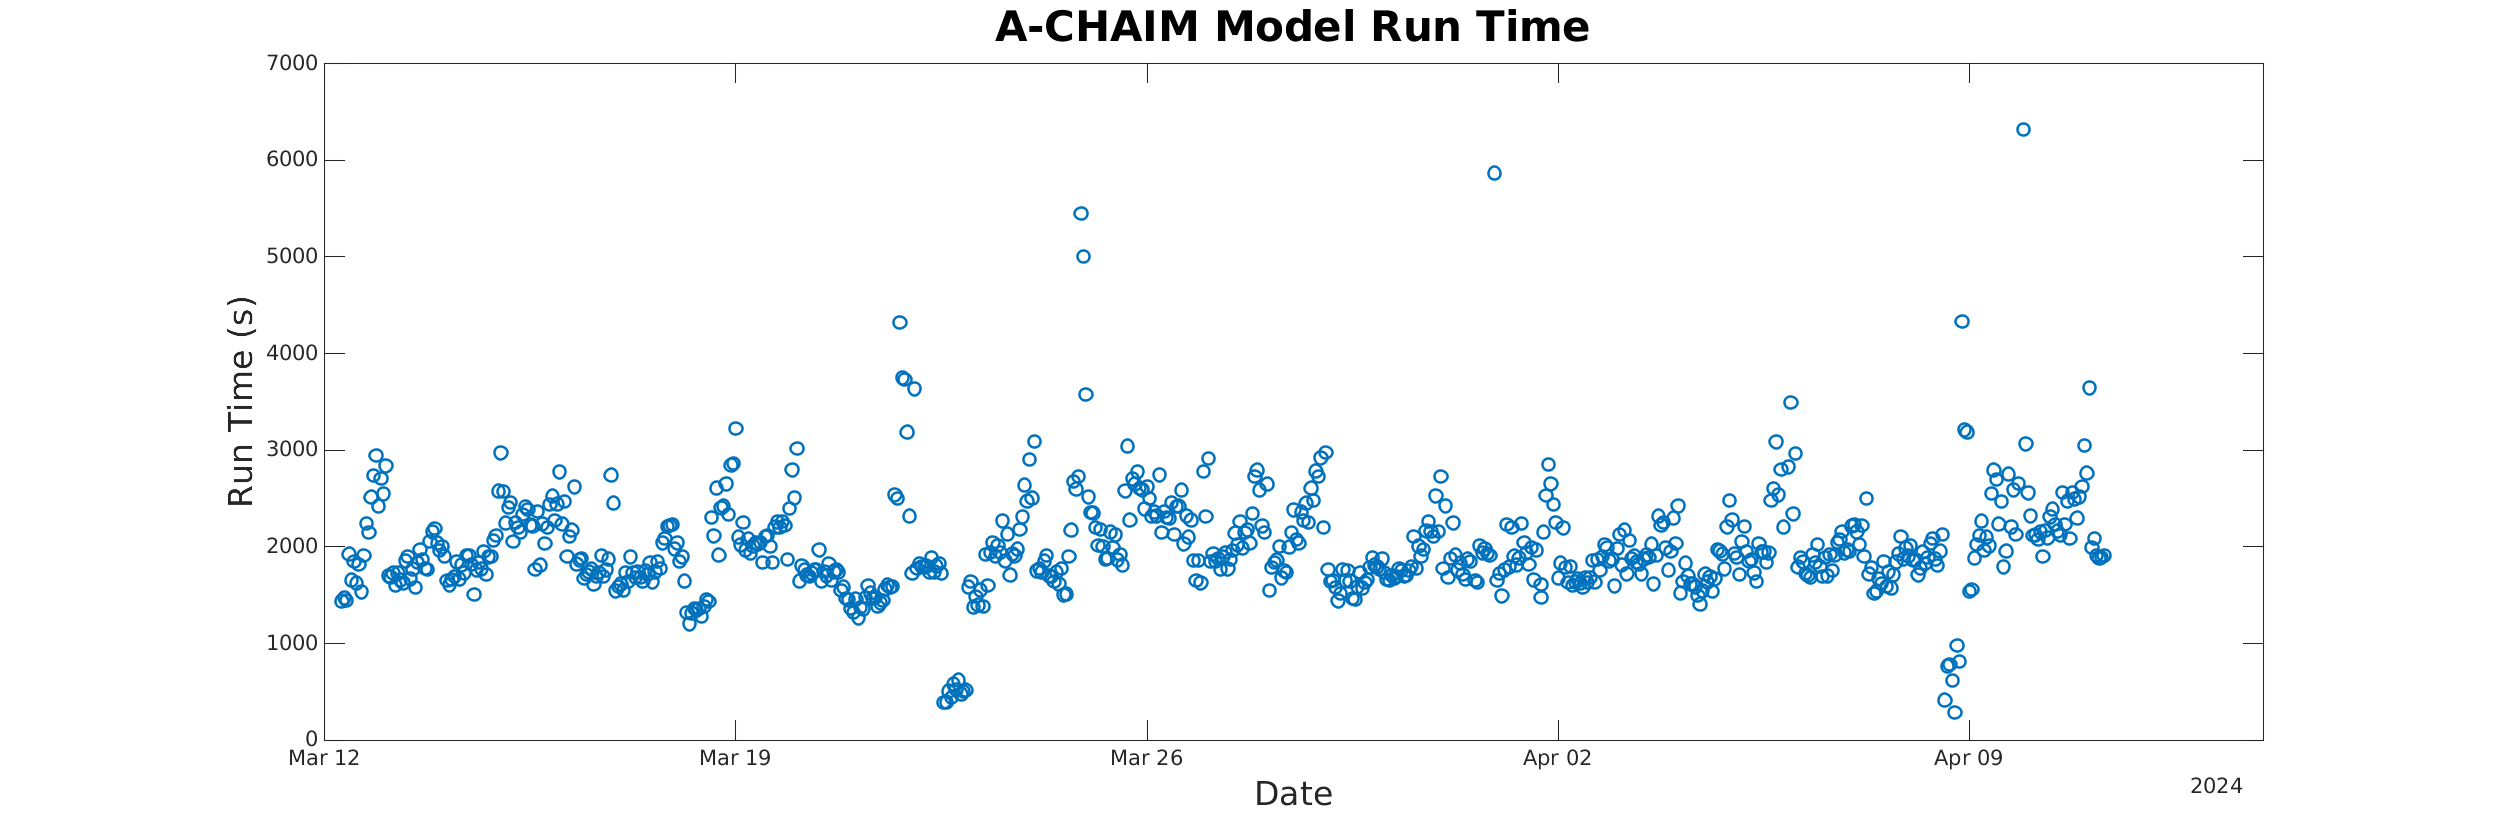 A-CHAIM Model Run Time
7000
6000
5000
4000
3000
2000
1000
0
Run Time (s)
Mar 12
Mar 19
Mar 26
Apr 02
Apr 09
Date
2024